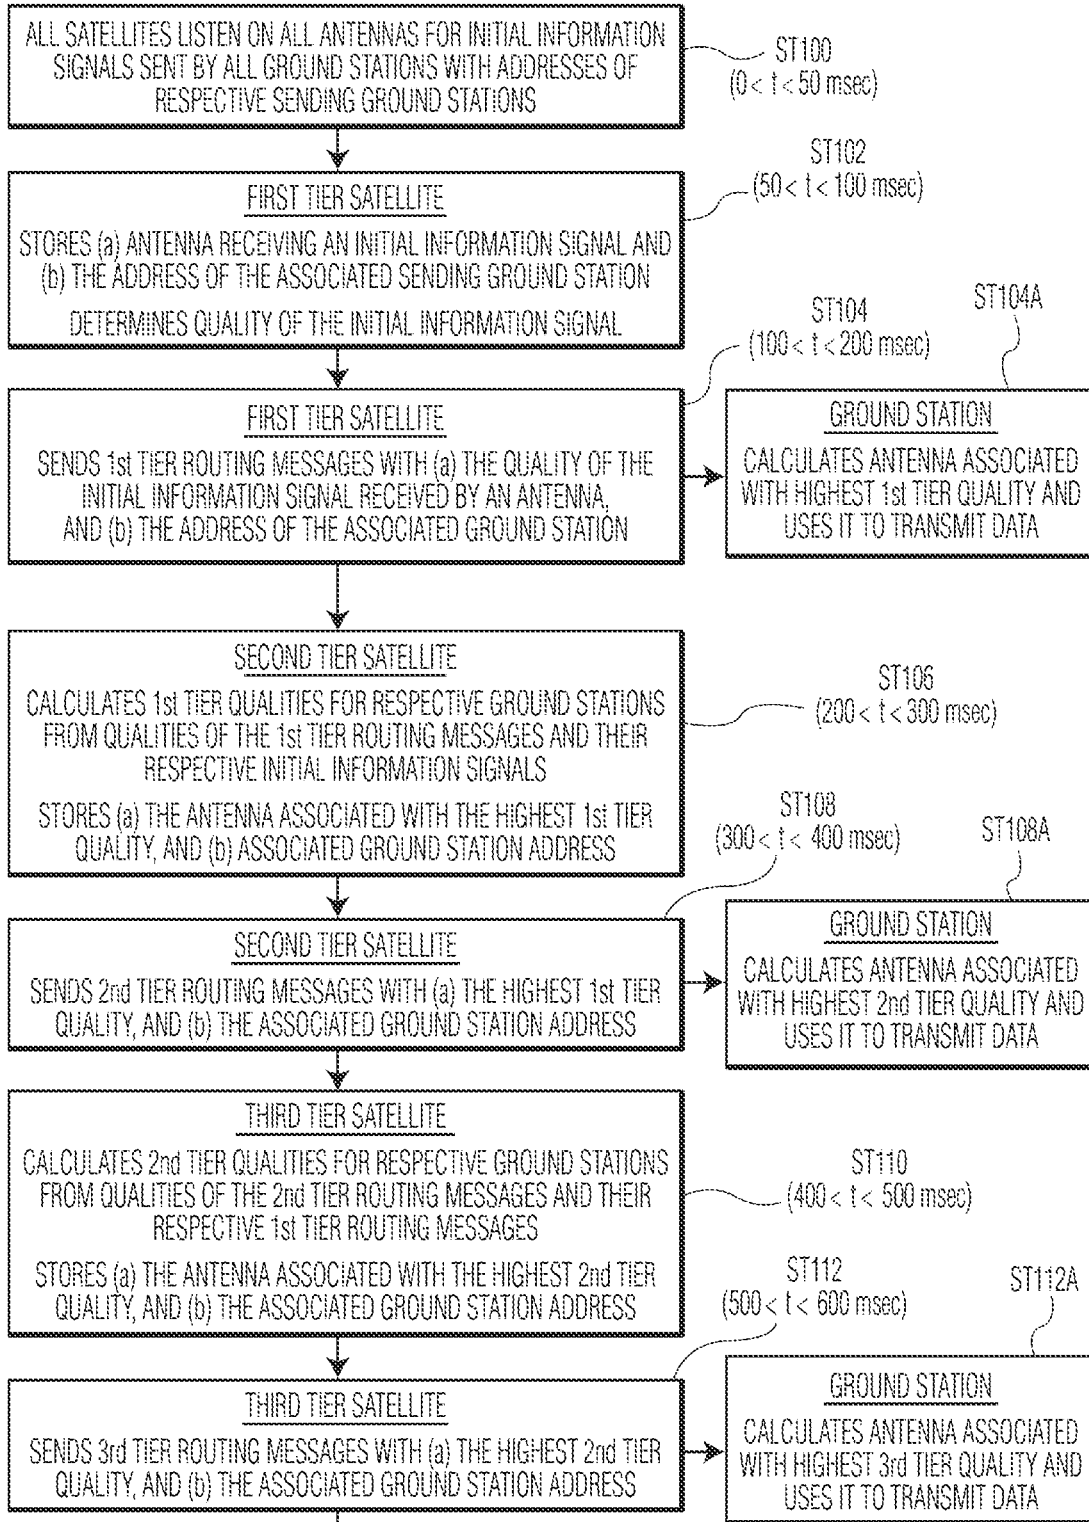 ALL SATELLITES LISTEN ON ALL ANTENNAS FOR INITIAL INFORMATION
SIGNALS SENT BY ALL GROUND STATIONS WITH ADDRESSES OF
RESPECTIVE SENDING GROUND STATIONS
ST100
(0 < t < 50 msec)
ST102
(50 < t < 100 msec)
FIRST TIER SATELLITE
STORES (a) ANTENNA RECEIVING AN INITIAL INFORMATION SIGNAL AND
(b) THE ADDRESS OF THE ASSOCIATED SENDING GROUND STATION
DETERMINES QUALITY OF THE INITIAL INFORMATION SIGNAL
ST104
(100 < t < 200 msec)
ST104A
FIRST TIER SATELLITE
SENDS 1st TIER ROUTING MESSAGES WITH (a) THE QUALITY OF THE
INITIAL INFORMATION SIGNAL RECEIVED BY AN ANTENNA,
AND (b) THE ADDRESS OF THE ASSOCIATED GROUND STATION
GROUND STATION
CALCULATES ANTENNA ASSOCIATED
WITH HIGHEST 1st TIER QUALITY AND
USES IT TO TRANSMIT DATA
SECOND TIER SATELLITE
CALCULATES 1st TIER QUALITIES FOR RESPECTIVE GROUND STATIONS
FROM QUALITIES OF THE 1st TIER ROUTING MESSAGES AND THEIR
RESPECTIVE INITIAL INFORMATION SIGNALS
STORES (a) THE ANTENNA ASSOCIATED WITH THE HIGHEST 1st TIER
QUALITY, AND (b) ASSOCIATED GROUND STATION ADDRESS
ST106
(200 < t < 300 msec)
ST108
(300 < t < 400 msec)
ST108A
SECOND TIER SATELLITE
SENDS 2nd TIER ROUTING MESSAGES WITH (a) THE HIGHEST 1st TIER
QUALITY, AND (b) THE ASSOCIATED GROUND STATION ADDRESS
GROUND STATION
CALCULATES ANTENNA ASSOCIATED
WITH HIGHEST 2nd TIER QUALITY AND
USES IT TO TRANSMIT DATA
THIRD TIER SATELLITE
CALCULATES 2nd TIER QUALITIES FOR RESPECTIVE GROUND STATIONS
FROM QUALITIES OF THE 2nd TIER ROUTING MESSAGES AND THEIR
RESPECTIVE 1st TIER ROUTING MESSAGES
STORES (a) THE ANTENNA ASSOCIATED WITH THE HIGHEST 2nd TIER
QUALITY, AND (b) THE ASSOCIATED GROUND STATION ADDRESS
ST110
(400 < t < 500 msec)
ST112
(500 < t < 600 msec)
ST112A
THIRD TIER SATELLITE
SENDS 3rd TIER ROUTING MESSAGES WITH (a) THE HIGHEST 2nd TIER
QUALITY, AND (b) THE ASSOCIATED GROUND STATION ADDRESS
GROUND STATION
CALCULATES ANTENNA ASSOCIATED
WITH HIGHEST 3rd TIER QUALITY AND
USES IT TO TRANSMIT DATA